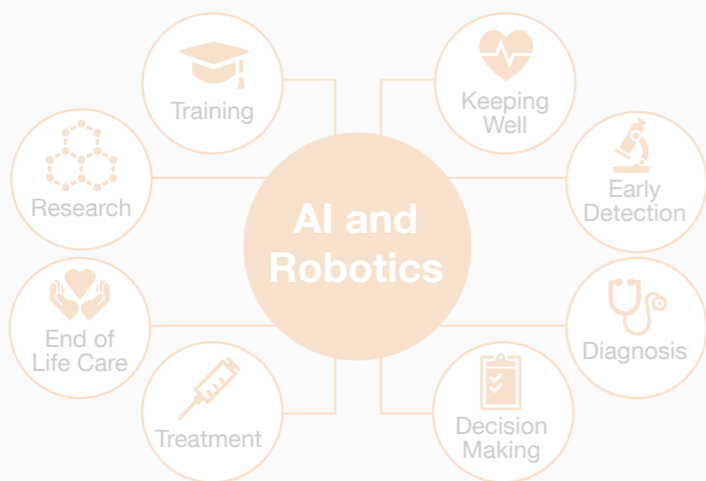 Training
Keeping
Well
Research
Early
Detection
AI and
Robotics
End of
Life Care
Diagnosis
Treatment
Decision
Making